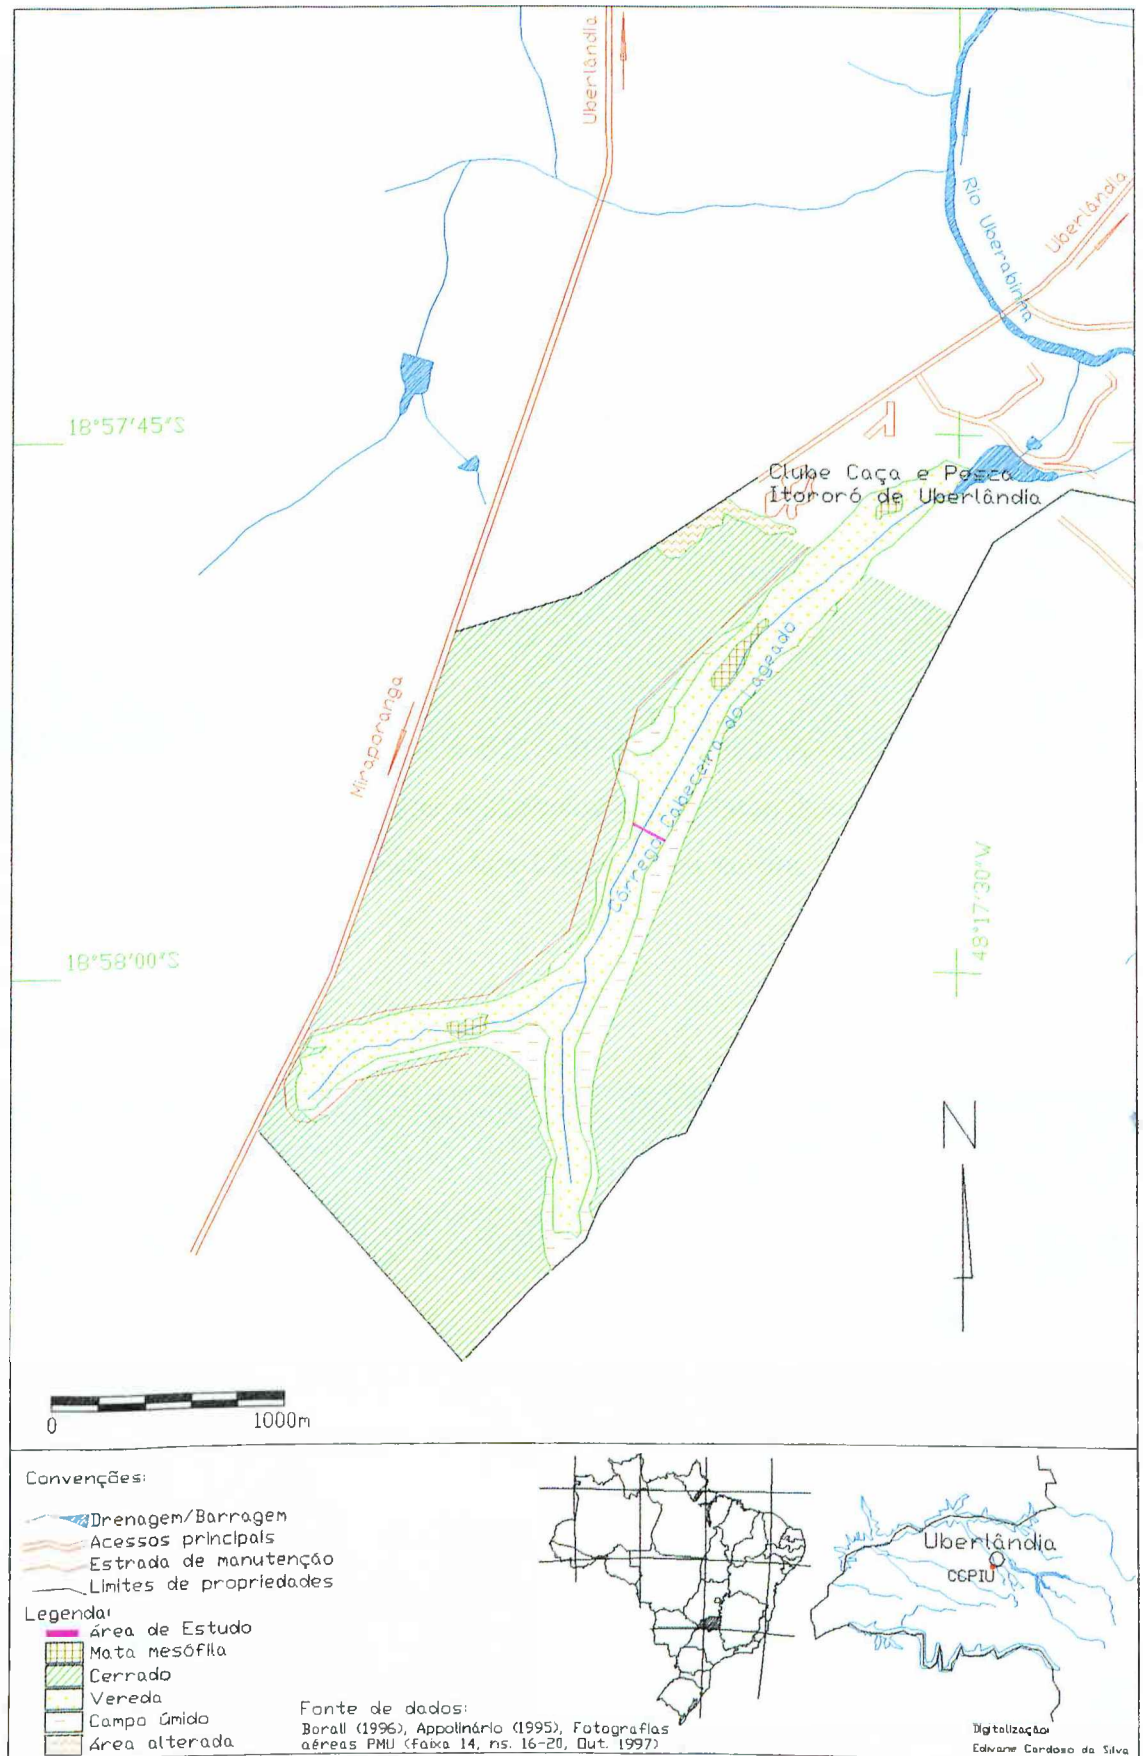 Uberlândia
Rio Uberabinha
Uberlândia
18°57'45"S
Clube Caça e Pesca
Itororó de Uberlândia
Miraporanga
Córrego Cabeceira do Lageado
48°17'30"W
18°58'00"S
N
0 1000m
Convenções:
Drenagem/Barragem
Acessos principais
Estrada de manutenção
Limites de propriedades
Legenda:
Área de Estudo
Mata mesófila
Cerrado
Vereda
Campo úmido
Área alterada
Fonte de dados:
Borall (1996), Appolinário (1995), Fotografias
aéreas PMU (faixa 14, ns. 16-20, Out. 1997)
Uberlândia
CCPIU
Digitalização:
Edivane Cardoso da Silva